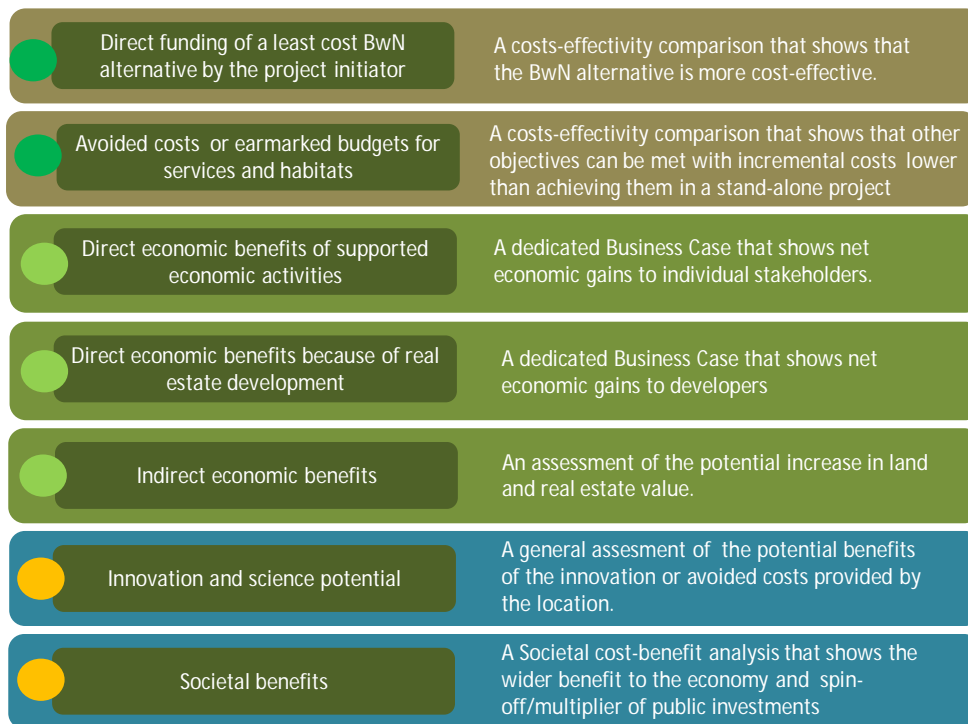 Direct funding of a least cost BwN
alternative by the project initiator
A costs-effectivity comparison that shows that
the BwN alternative is more cost-effective.
Avoided costs or earmarked budgets for
services and habitats
A costs-effectivity comparison that shows that other
objectives can be met with incremental costs lower
than achieving them in a stand-alone project
Direct economic benefits of supported
economic activities
A dedicated Business Case that shows net
economic gains to individual stakeholders.
Direct economic benefits because of real
estate development
A dedicated Business Case that shows net
economic gains to developers
Indirect economic benefits
An assessment of the potential increase in land
and real estate value.
Innovation and science potential
A general assesment of the potential benefits
of the innovation or avoided costs provided by
the location.
Societal benefits
A Societal cost-benefit analysis that shows the
wider benefit to the economy and spin-
off/multiplier of public investments